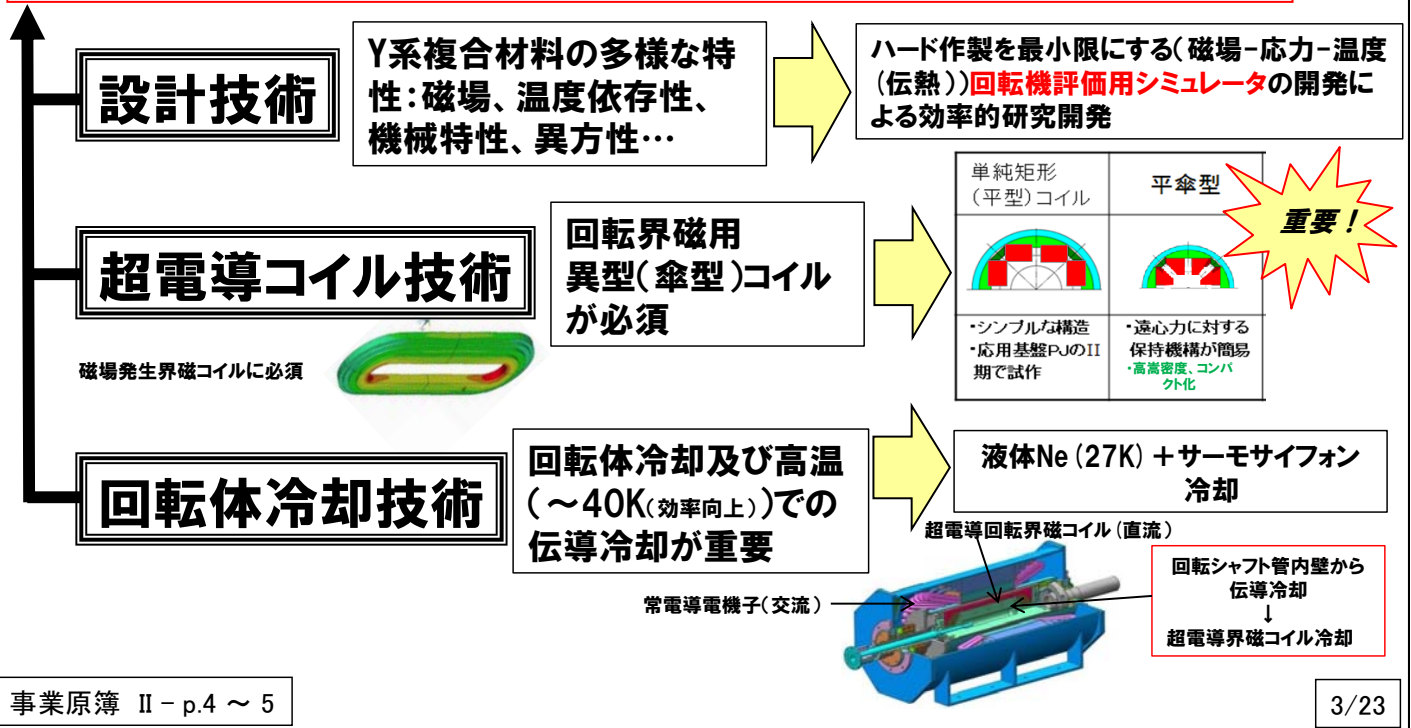 設計技術
Y系複合材料の多様な特
性：磁場、温度依存性、
機械特性、異方性…
ハード作製を最小限にする（磁場-応力-温度
（伝熱））回転機評価用シミュレータの開発に
よる効率的研究開発
超電導コイル技術
磁場発生界磁コイルに必須
回転界磁用
異型（傘型）コイル
が必須
単純矩形
（平型）コイル
平傘型
重要！
・シンプルな構造
・応用基盤PJのII
期で試作
・遠心力に対する
保持機構が簡易
・高嵩密度、コンパ
クト化
回転体冷却技術
回転体冷却及び高温
（～40K（効率向上））での
伝導冷却が重要
液体Ne（27K）＋サーモサイフォン
冷却
超電導回転界磁コイル（直流）
常電導電機子（交流）
回転シャフト管内壁から
伝導冷却
↓
超電導界磁コイル冷却
事業原簿 II－p.4 ～ 5
3/23